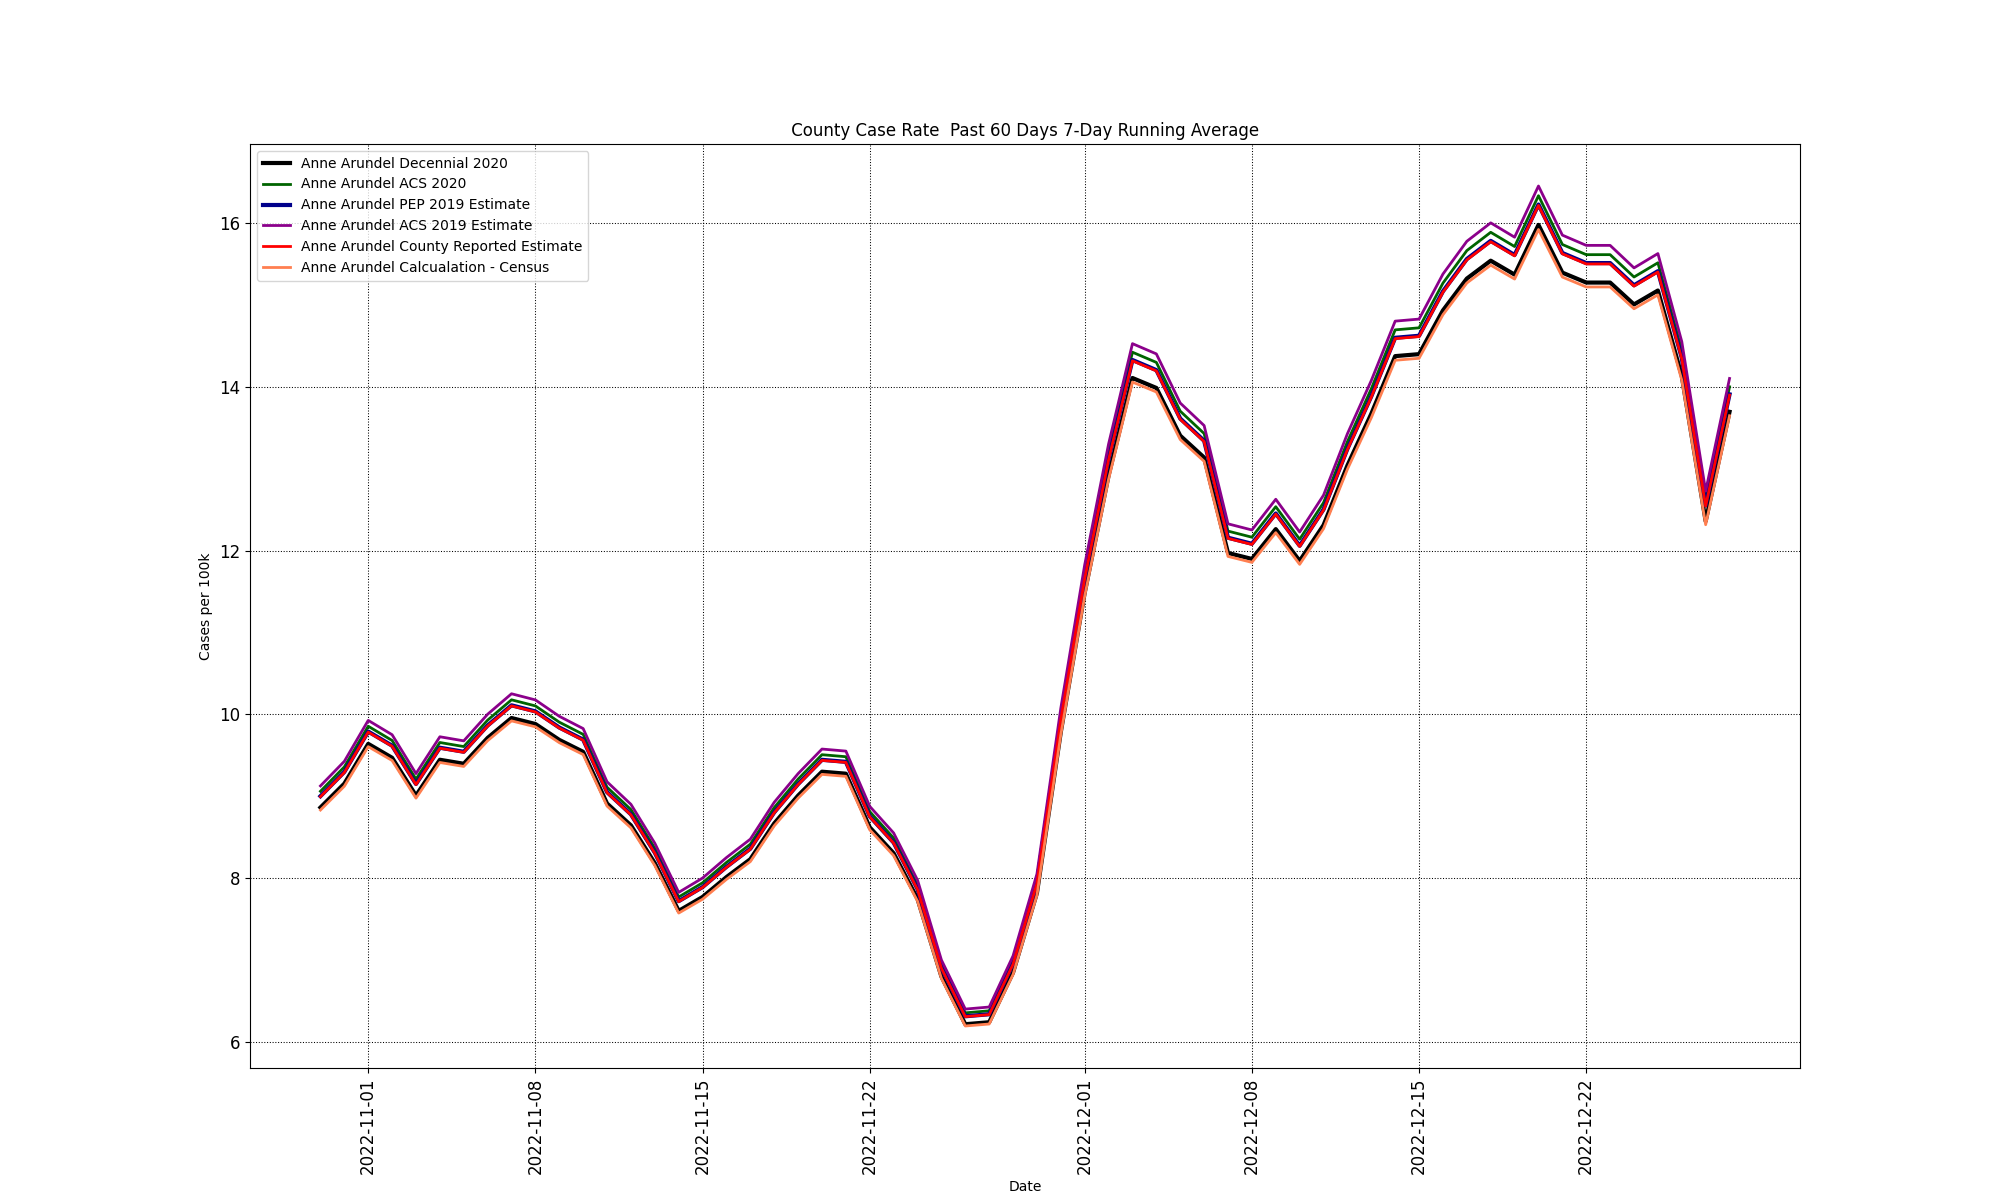 County Case Rate  Past 60 Days 7-Day Running Average
Anne Arundel Decennial 2020
Anne Arundel ACS 2020
Anne Arundel PEP 2019 Estimate
Anne Arundel ACS 2019 Estimate
Anne Arundel County Reported Estimate
Anne Arundel Calcualation - Census
Cases per 100k
16
14
12
10
8
6
2022-11-01
2022-11-08
2022-11-15
2022-11-22
2022-12-01
2022-12-08
2022-12-15
2022-12-22
Date